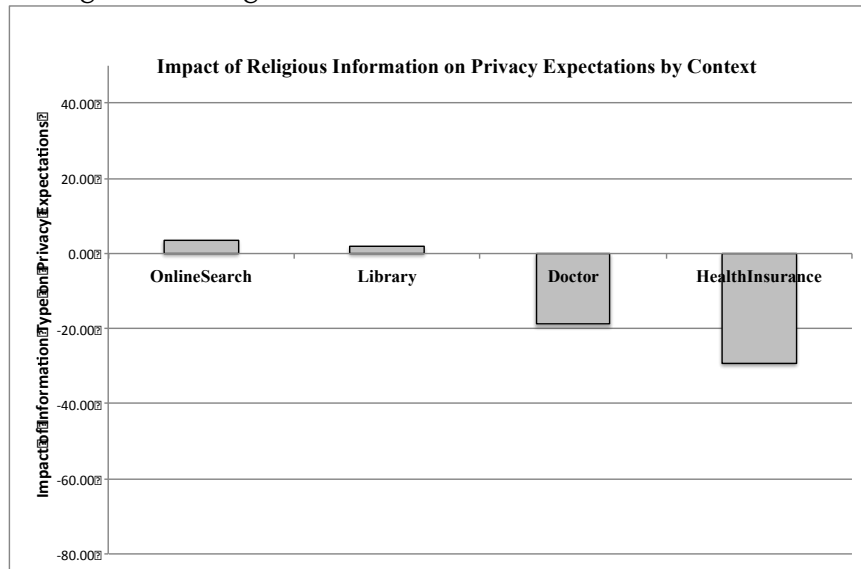 Impact of Religious Information on Privacy Expectations by Context
Impact of Information Type on Privacy Expectations
40.00
20.00
0.00
OnlineSearch Library Doctor HealthInsurance
-20.00
-40.00
-60.00
-80.00